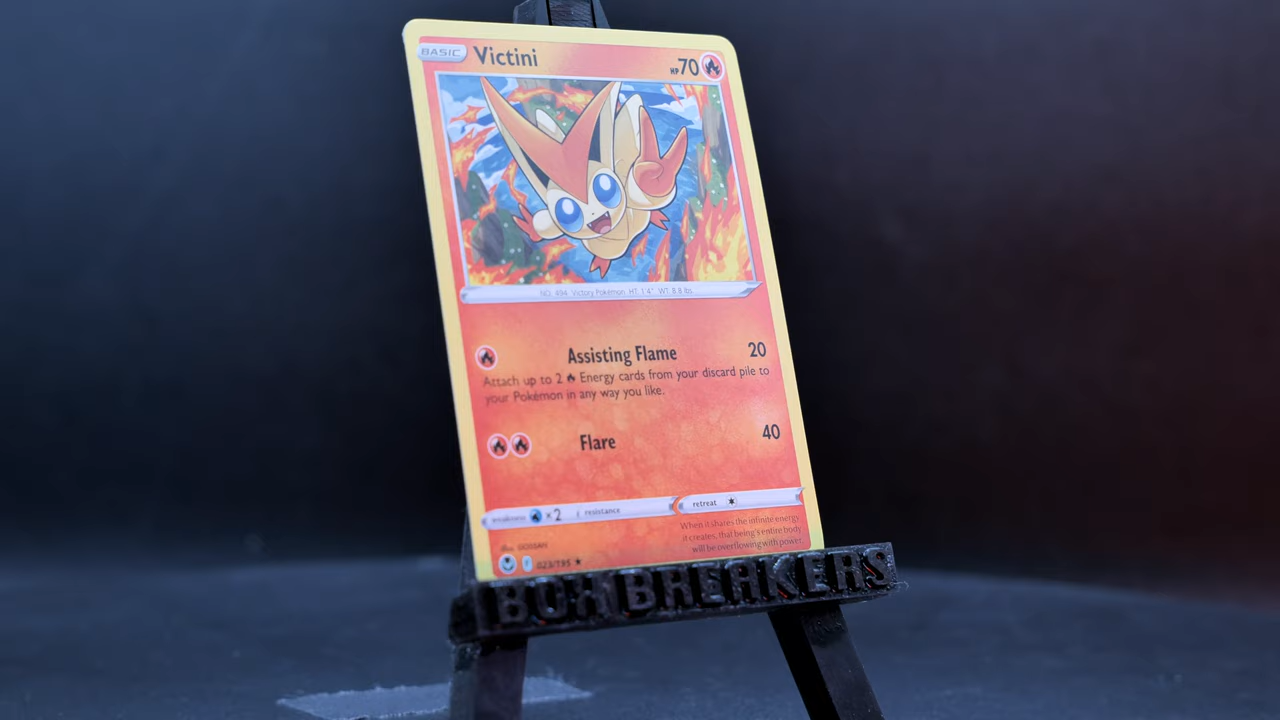 BASIC Victini HP70
NO. 494 Victory Pokémon HT: 1'4" WT: 8.8 lbs
Assisting Flame 20
Attach up to 2 Energy cards from your discard pile to
your Pokémon in any way you like.
Flare 40
weakness ×2 resistance retreat
When it shares the infinite energy
it creates, that being's entire body
will be overflowing with power.
Illus. GOSSAN
023/195
BOXBREAKERS